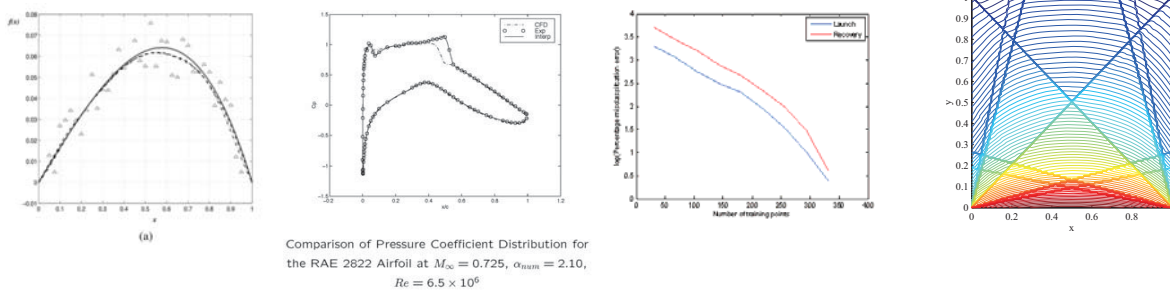 f(x)
0.08
0.07
0.06
0.05
0.04
0.03
0.02
0.01
0
-0.01
0 0.1 0.2 0.3 0.4 0.5 0.6 0.7 0.8 0.9 1
(a)
CFD
Exp
Interp
1.5
1
0.5
0
-0.5
-1
-1.5
Cp
-0.2 0 0.2 0.4 0.6 0.8 1 1.2
x/c
Comparison of Pressure Coefficient Distribution for
the RAE 2822 Airfoil at M∞ = 0.725, αnum = 2.10,
Re = 6.5 × 10⁶
Launch
Recovery
4
3.5
3
2.5
2
1.5
1
0.5
log(Percentage misclassification error)
0 50 100 150 200 250 300 350 400
Number of training points
0.9
0.8
0.7
0.6
0.5
0.4
0.3
0.2
0.1
0
y
0 0.2 0.4 0.6 0.8
x